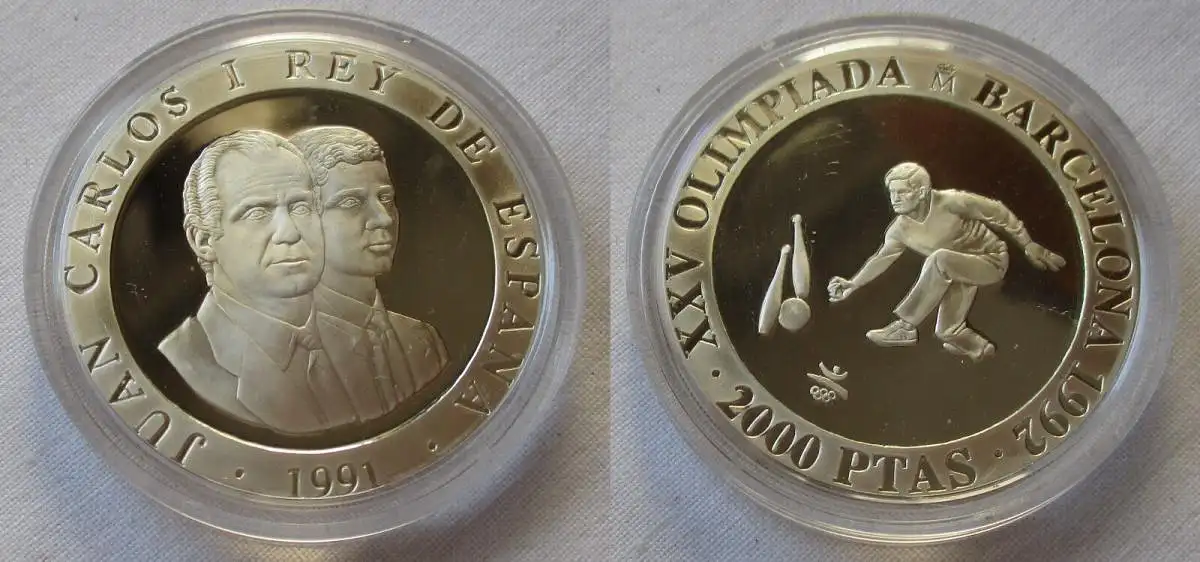 JUAN CARLOS I REY DE ESPAÑA
· 1991 ·
XXV OLIMPIADA M BARCELONA 1992
· 2000 PTAS ·